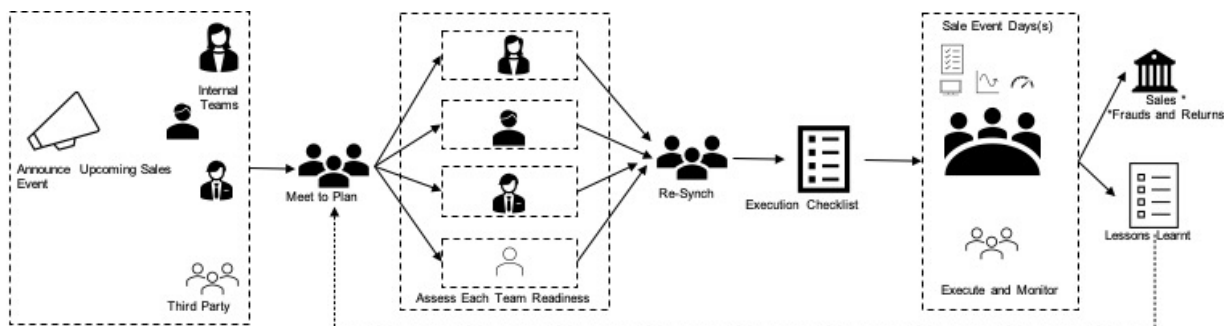 Internal
Teams
Announce Upcoming Sales
Event
Third Party
Meet to Plan
Assess Each Team Readiness
Re-Synch
Execution Checklist
Sale Event Days(s)
Execute and Monitor
Sales *
*Frauds and Returns
Lessons Learnt